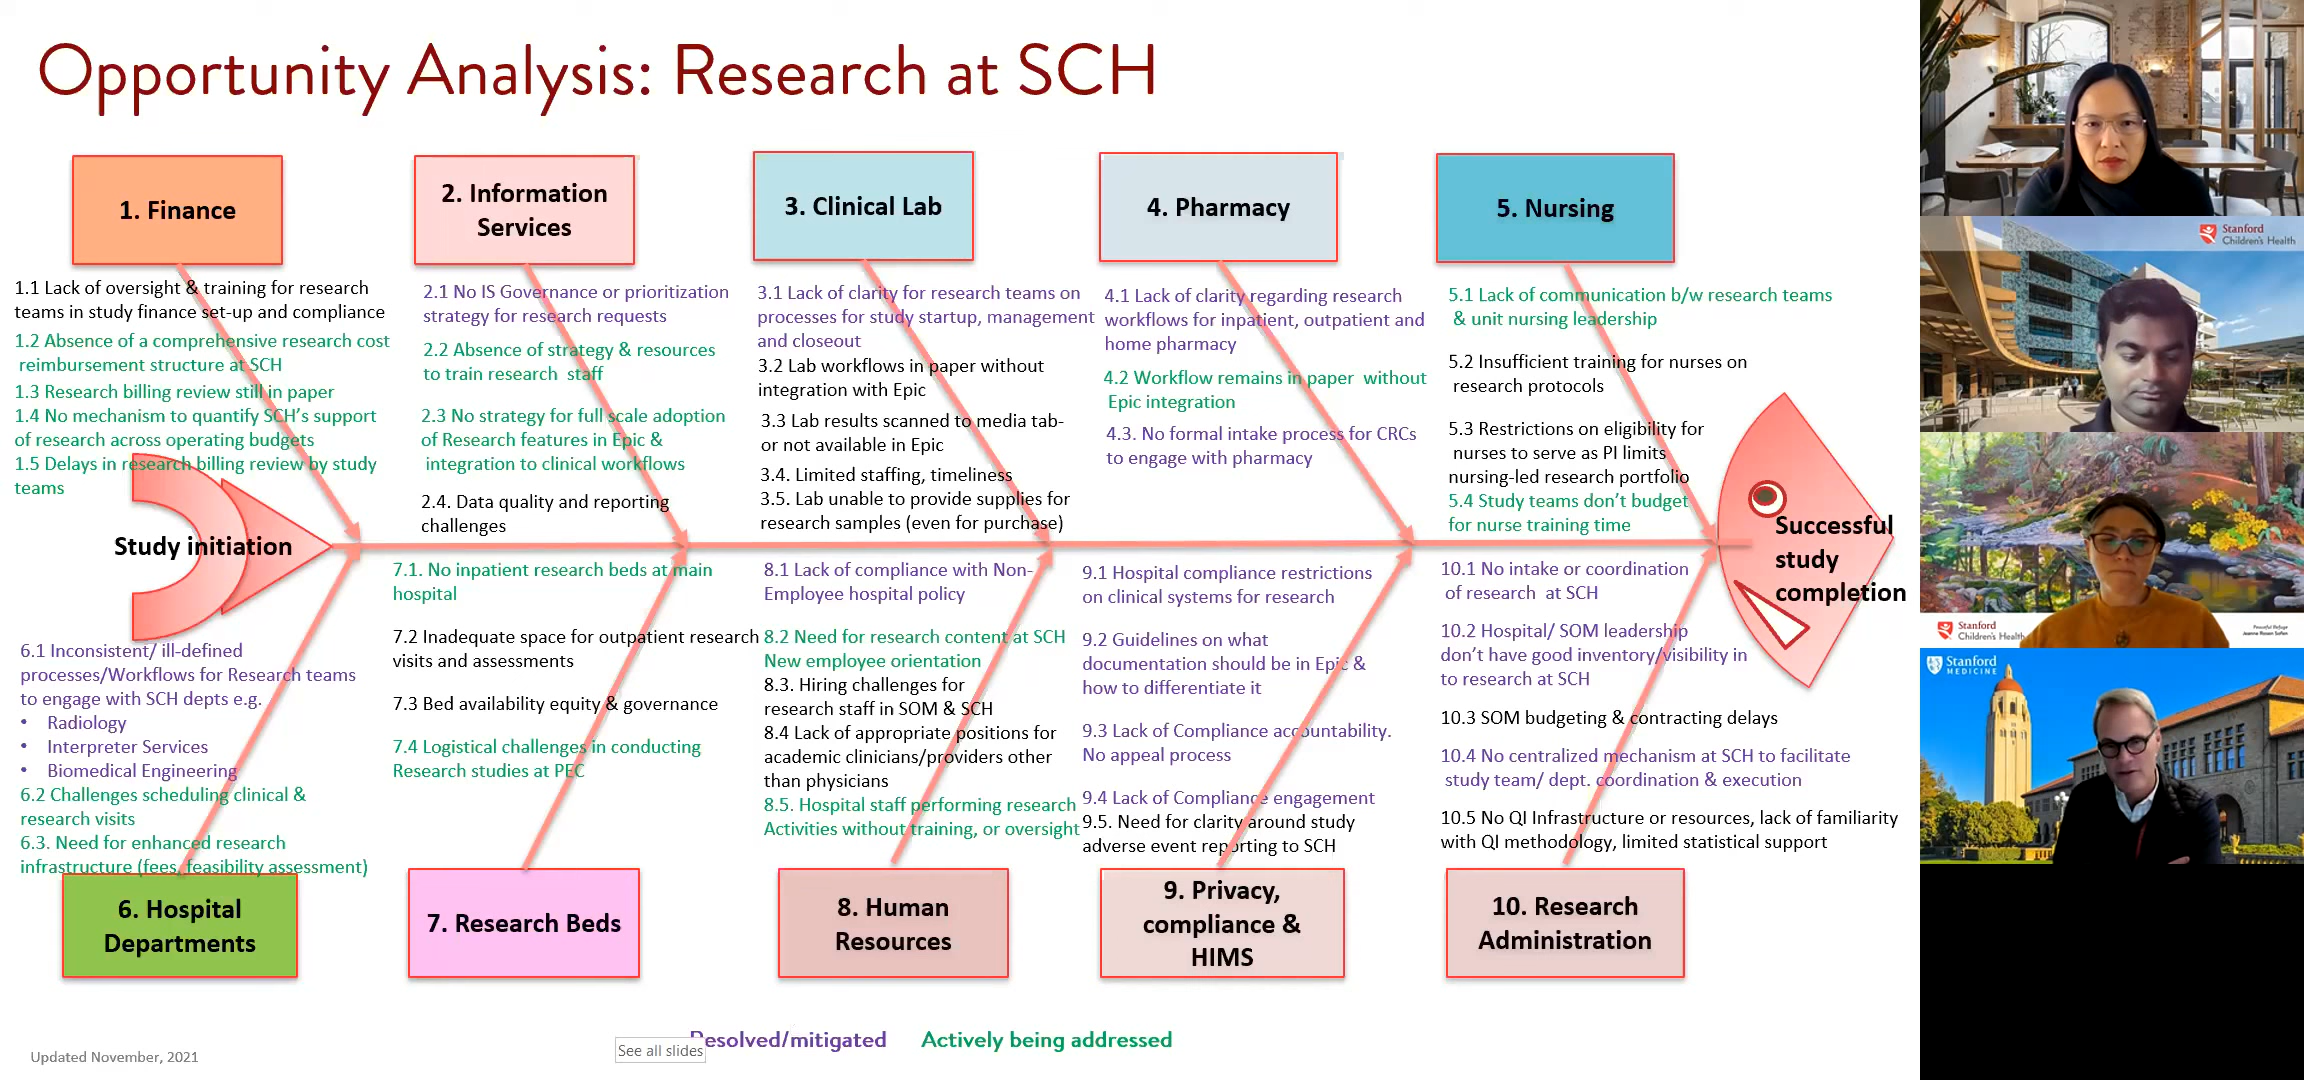 Opportunity Analysis: Research at SCH
1. Finance
2. Information
Services
3. Clinical Lab
4. Pharmacy
5. Nursing
1.1 Lack of oversight & training for research
teams in study finance set-up and compliance
1.2 Absence of a comprehensive research cost
reimbursement structure at SCH
1.3 Research billing review still in paper
1.4 No mechanism to quantify SCH's support
of research across operating budgets
1.5 Delays in research billing review by study
teams
2.1 No IS Governance or prioritization
strategy for research requests
2.2 Absence of strategy & resources
to train research staff
2.3 No strategy for full scale adoption
of Research features in Epic &
integration to clinical workflows
2.4. Data quality and reporting
challenges
3.1 Lack of clarity for research teams on
processes for study startup, management
and closeout
3.2 Lab workflows in paper without
integration with Epic
3.3 Lab results scanned to media tab-
or not available in Epic
3.4. Limited staffing, timeliness
3.5. Lab unable to provide supplies for
research samples (even for purchase)
4.1 Lack of clarity regarding research
workflows for inpatient, outpatient and
home pharmacy
4.2 Workflow remains in paper without
Epic integration
4.3. No formal intake process for CRCs
to engage with pharmacy
5.1 Lack of communication b/w research teams
& unit nursing leadership
5.2 Insufficient training for nurses on
research protocols
5.3 Restrictions on eligibility for
nurses to serve as PI limits
nursing-led research portfolio
5.4 Study teams don't budget
for nurse training time
Study initiation
Successful
study
completion
6.1 Inconsistent/ ill-defined
processes/Workflows for Research teams
to engage with SCH depts e.g.
• Radiology
• Interpreter Services
• Biomedical Engineering
6.2 Challenges scheduling clinical &
research visits
6.3. Need for enhanced research
infrastructure (fees, feasibility assessment)
7.1. No inpatient research beds at main
hospital
7.2 Inadequate space for outpatient research
visits and assessments
7.3 Bed availability equity & governance
7.4 Logistical challenges in conducting
Research studies at PEC
8.1 Lack of compliance with Non-
Employee hospital policy
8.2 Need for research content at SCH
New employee orientation
8.3. Hiring challenges for
research staff in SOM & SCH
8.4 Lack of appropriate positions for
academic clinicians/providers other
than physicians
8.5. Hospital staff performing research
Activities without training, or oversight
9.1 Hospital compliance restrictions
on clinical systems for research
9.2 Guidelines on what
documentation should be in Epic &
how to differentiate it
9.3 Lack of Compliance accountability.
No appeal process
9.4 Lack of Compliance engagement
9.5. Need for clarity around study
adverse event reporting to SCH
10.1 No intake or coordination
of research at SCH
10.2 Hospital/ SOM leadership
don't have good inventory/visibility in
to research at SCH
10.3 SOM budgeting & contracting delays
10.4 No centralized mechanism at SCH to facilitate
study team/ dept. coordination & execution
10.5 No QI Infrastructure or resources, lack of familiarity
with QI methodology, limited statistical support
6. Hospital
Departments
7. Research Beds
8. Human
Resources
9. Privacy,
compliance &
HIMS
10. Research
Administration
Resolved/mitigated
Actively being addressed
See all slides
Updated November, 2021
Stanford
Children's Health
Stanford
Children's Health
Peaceful Refuge
Stanford
MEDICINE